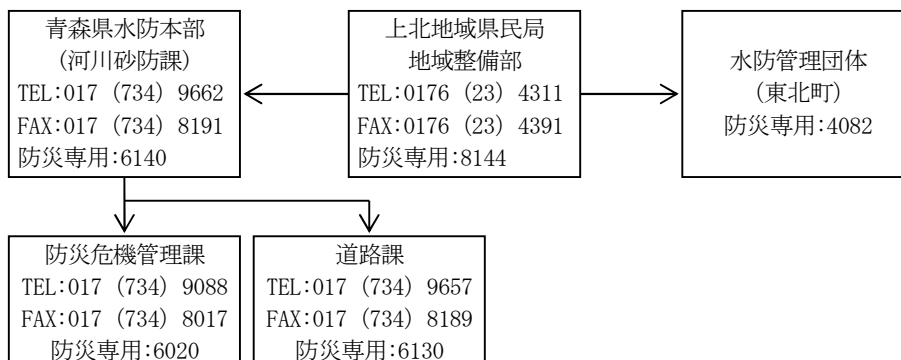 青森県水防本部
(河川砂防課)
TEL:017 (734) 9662
FAX:017 (734) 8191
防災専用:6140
上北地域県民局
地域整備部
TEL:0176 (23) 4311
FAX:0176 (23) 4391
防災専用:8144
水防管理団体
(東北町)
防災専用:4082
防災危機管理課
TEL:017 (734) 9088
FAX:017 (734) 8017
防災専用:6020
道路課
TEL:017 (734) 9657
FAX:017 (734) 8189
防災専用:6130